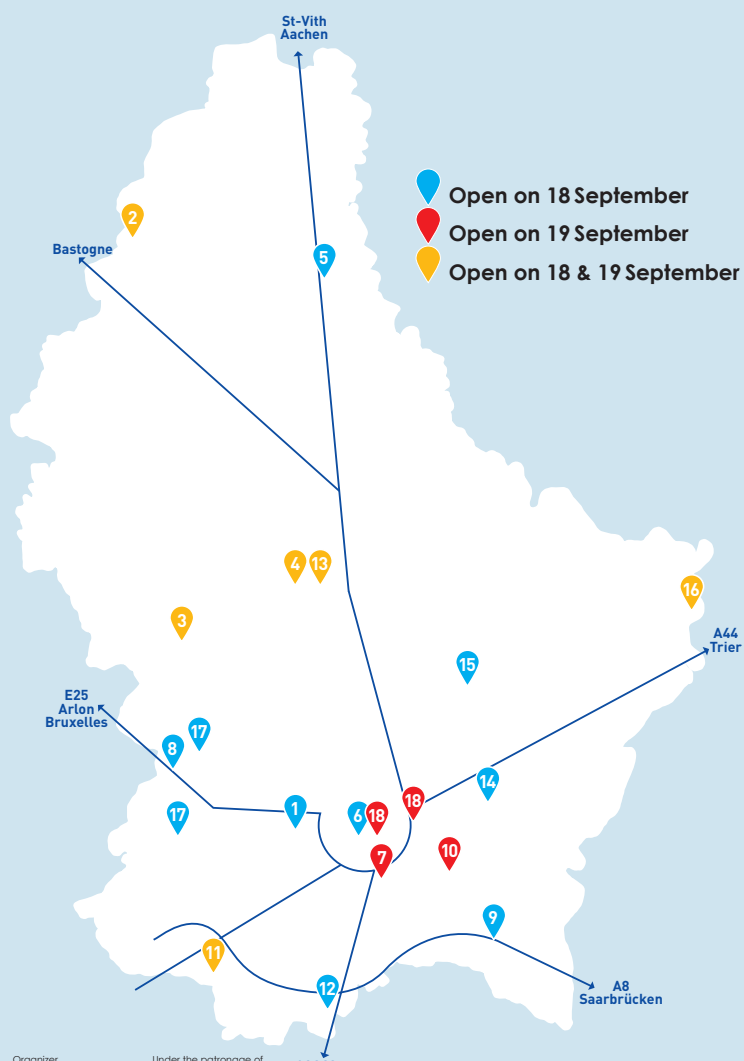 St-Vith
Aachen
Open on 18 September
2
Open on 19 September
Bastogne
5
Open on 18 & 19 September
4
13
16
3
A44
Trier
15
E25
Arlon
Bruxelles
17
8
14
18
1
6
18
17
7
10
9
11
A8
Saarbrücken
12
Organizer
Under the patronage of